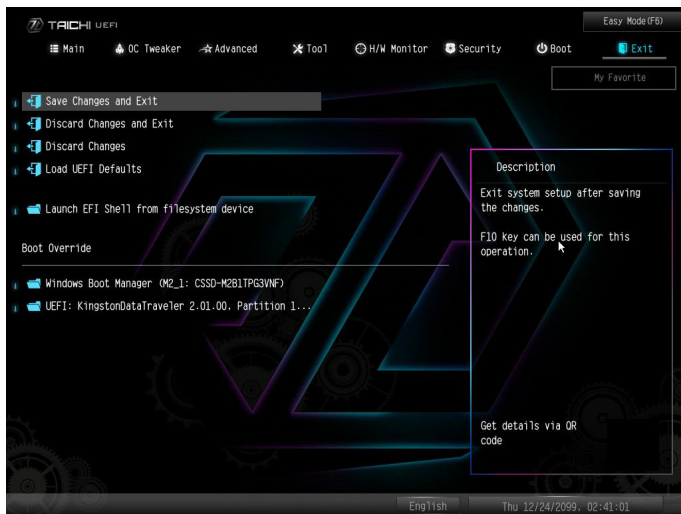 TAICHI UEFI
Easy Mode(F6)
Main OC Tweaker Advanced Tool H/W Monitor Security Boot Exit
My Favorite
Save Changes and Exit
Discard Changes and Exit
Discard Changes
Load UEFI Defaults
Launch EFI Shell from filesystem device
Boot Override
Windows Boot Manager (M2_1: CSSD-M2B1TPG3VNF)
UEFI: KingstonDataTraveler 2.01.00, Partition 1...
Description
Exit system setup after saving
the changes.
F10 key can be used for this
operation.
Get details via QR
code
English
Thu 12/24/2099, 02:41:01